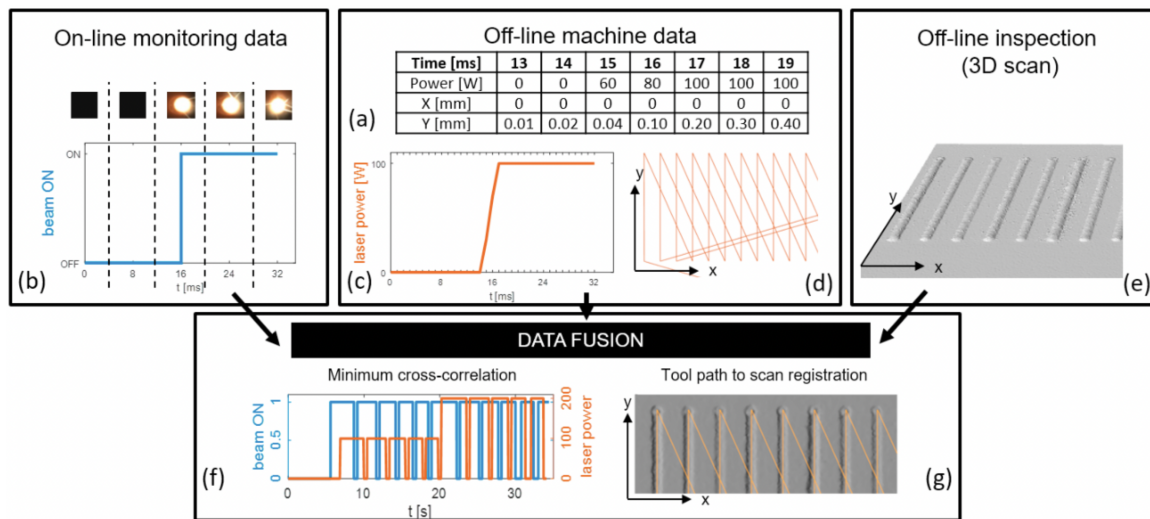 On-line monitoring data
ON
OFF
beam ON
0 8 16 24 32
t [ms]
(b)
Off-line machine data
(a)
Time [ms] 13 14 15 16 17 18 19
Power [W] 0 0 60 80 100 100 100
X [mm] 0 0 0 0 0 0 0
Y [mm] 0.01 0.02 0.04 0.10 0.20 0.30 0.40
laser power [W]
100
0
0 8 16 24 32
t [ms]
(c)
y
x
(d)
Off-line inspection
(3D scan)
y
x
(e)
DATA FUSION
Minimum cross-correlation
beam ON
1
0.5
0
200
100
0
laser power
0 10 20 30
t [s]
(f)
Tool path to scan registration
y
x
(g)